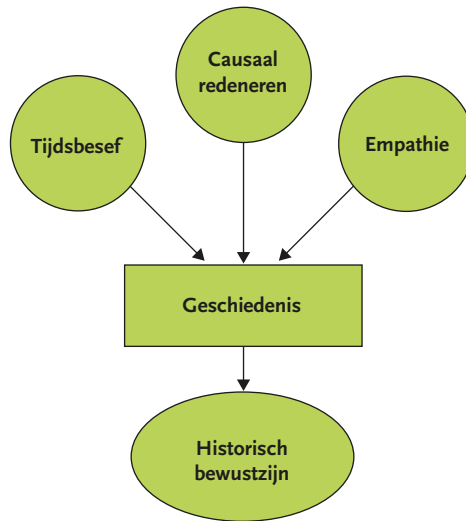 Causaal
redeneren
Tijdsbesef
Empathie
Geschiedenis
Historisch
bewustzijn